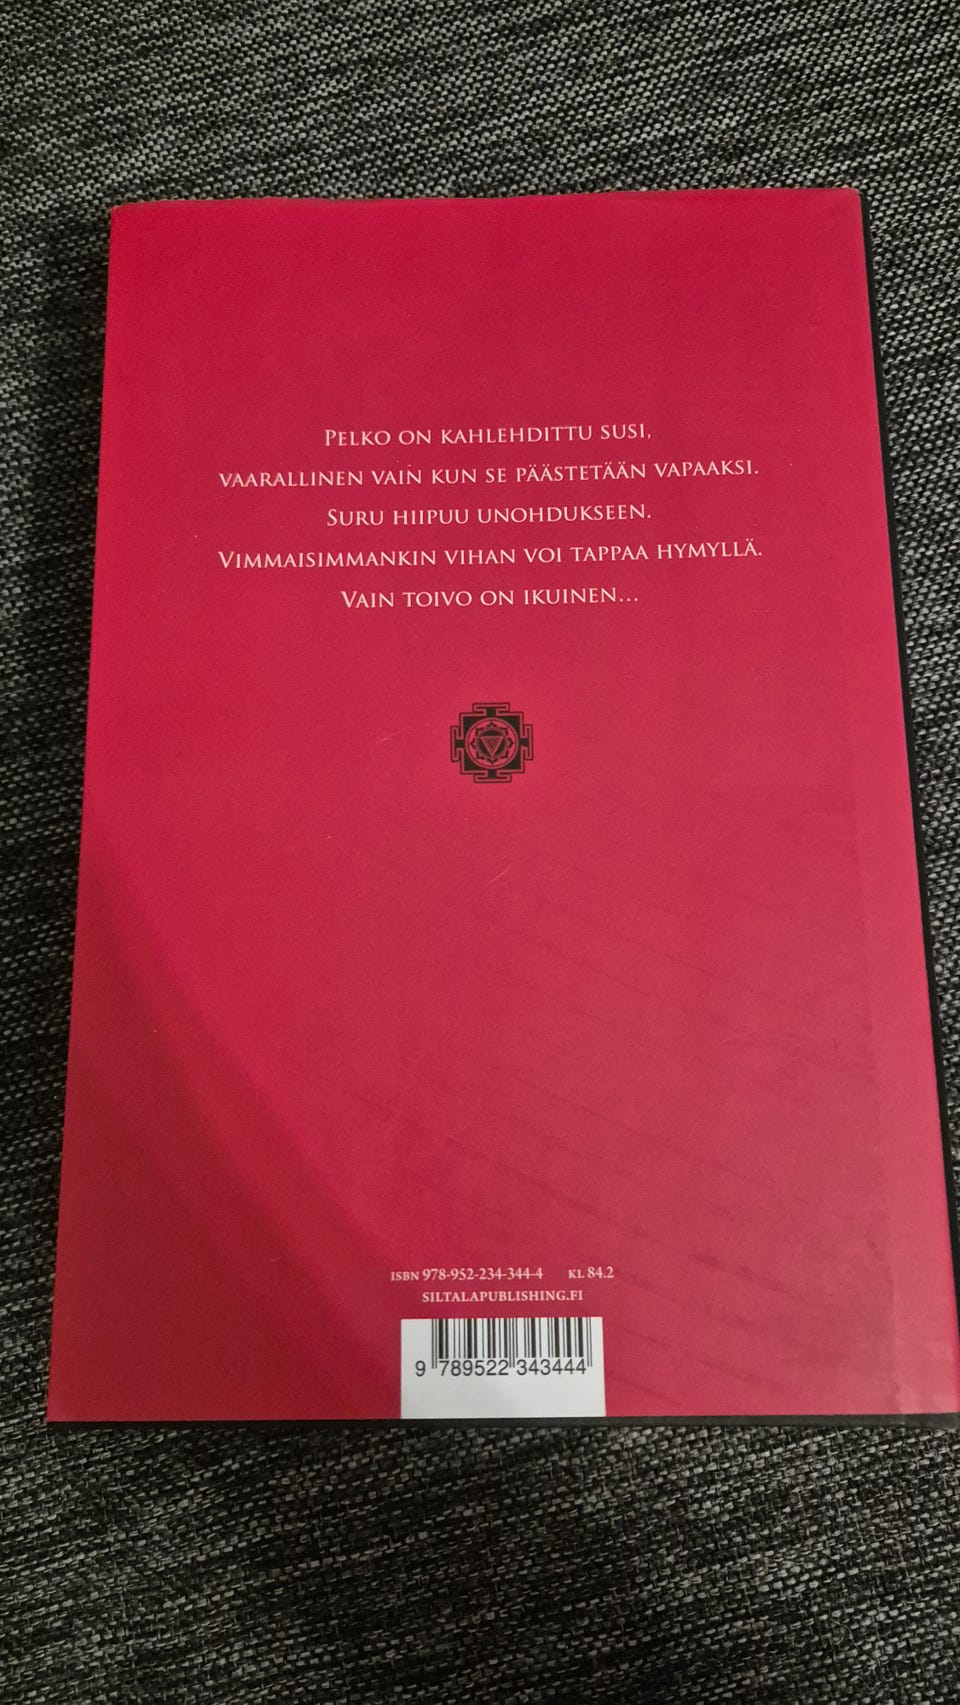 Pelko on kahlehdittu susi,
vaarallinen vain kun se päästetään vapaaksi.
Suru hiipuu unohdukseen.
Vimmaisimmankin vihan voi tappaa hymyllä.
Vain toivo on ikuinen...
ISBN 978-952-234-344-4 KL 84.2
SILTALAPUBLISHING.FI
9 789522 343444